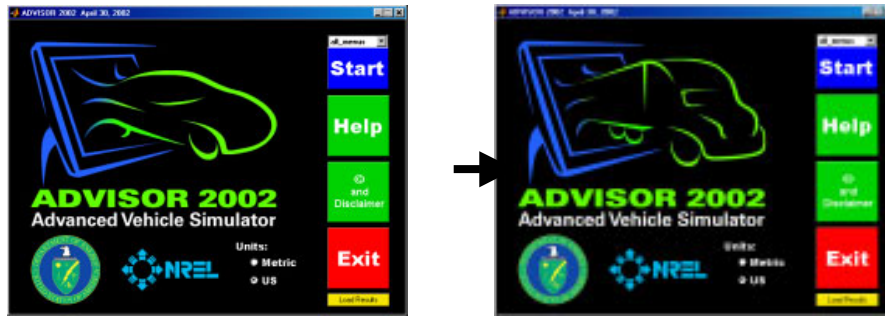 ADVISOR 2002 April 30, 2002
all_menus
Start
Help
©
and
Disclaimer
ADVISOR 2002
Advanced Vehicle Simulator
Units:
Metric
US
NREL
Exit
Load Results
ADVISOR 2002 April 30, 2002
all_menus
Start
Help
©
and
Disclaimer
ADVISOR 2002
Advanced Vehicle Simulator
Units:
Metric
US
NREL
Exit
Load Results